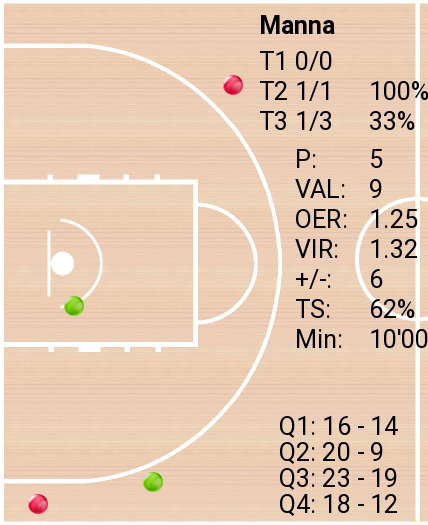 Manna
T1 0/0
T2 1/1 100%
T3 1/3 33%
P: 5
VAL: 9
OER: 1.25
VIR: 1.32
+/-: 6
TS: 62%
Min: 10'00
Q1: 16 - 14
Q2: 20 - 9
Q3: 23 - 19
Q4: 18 - 12